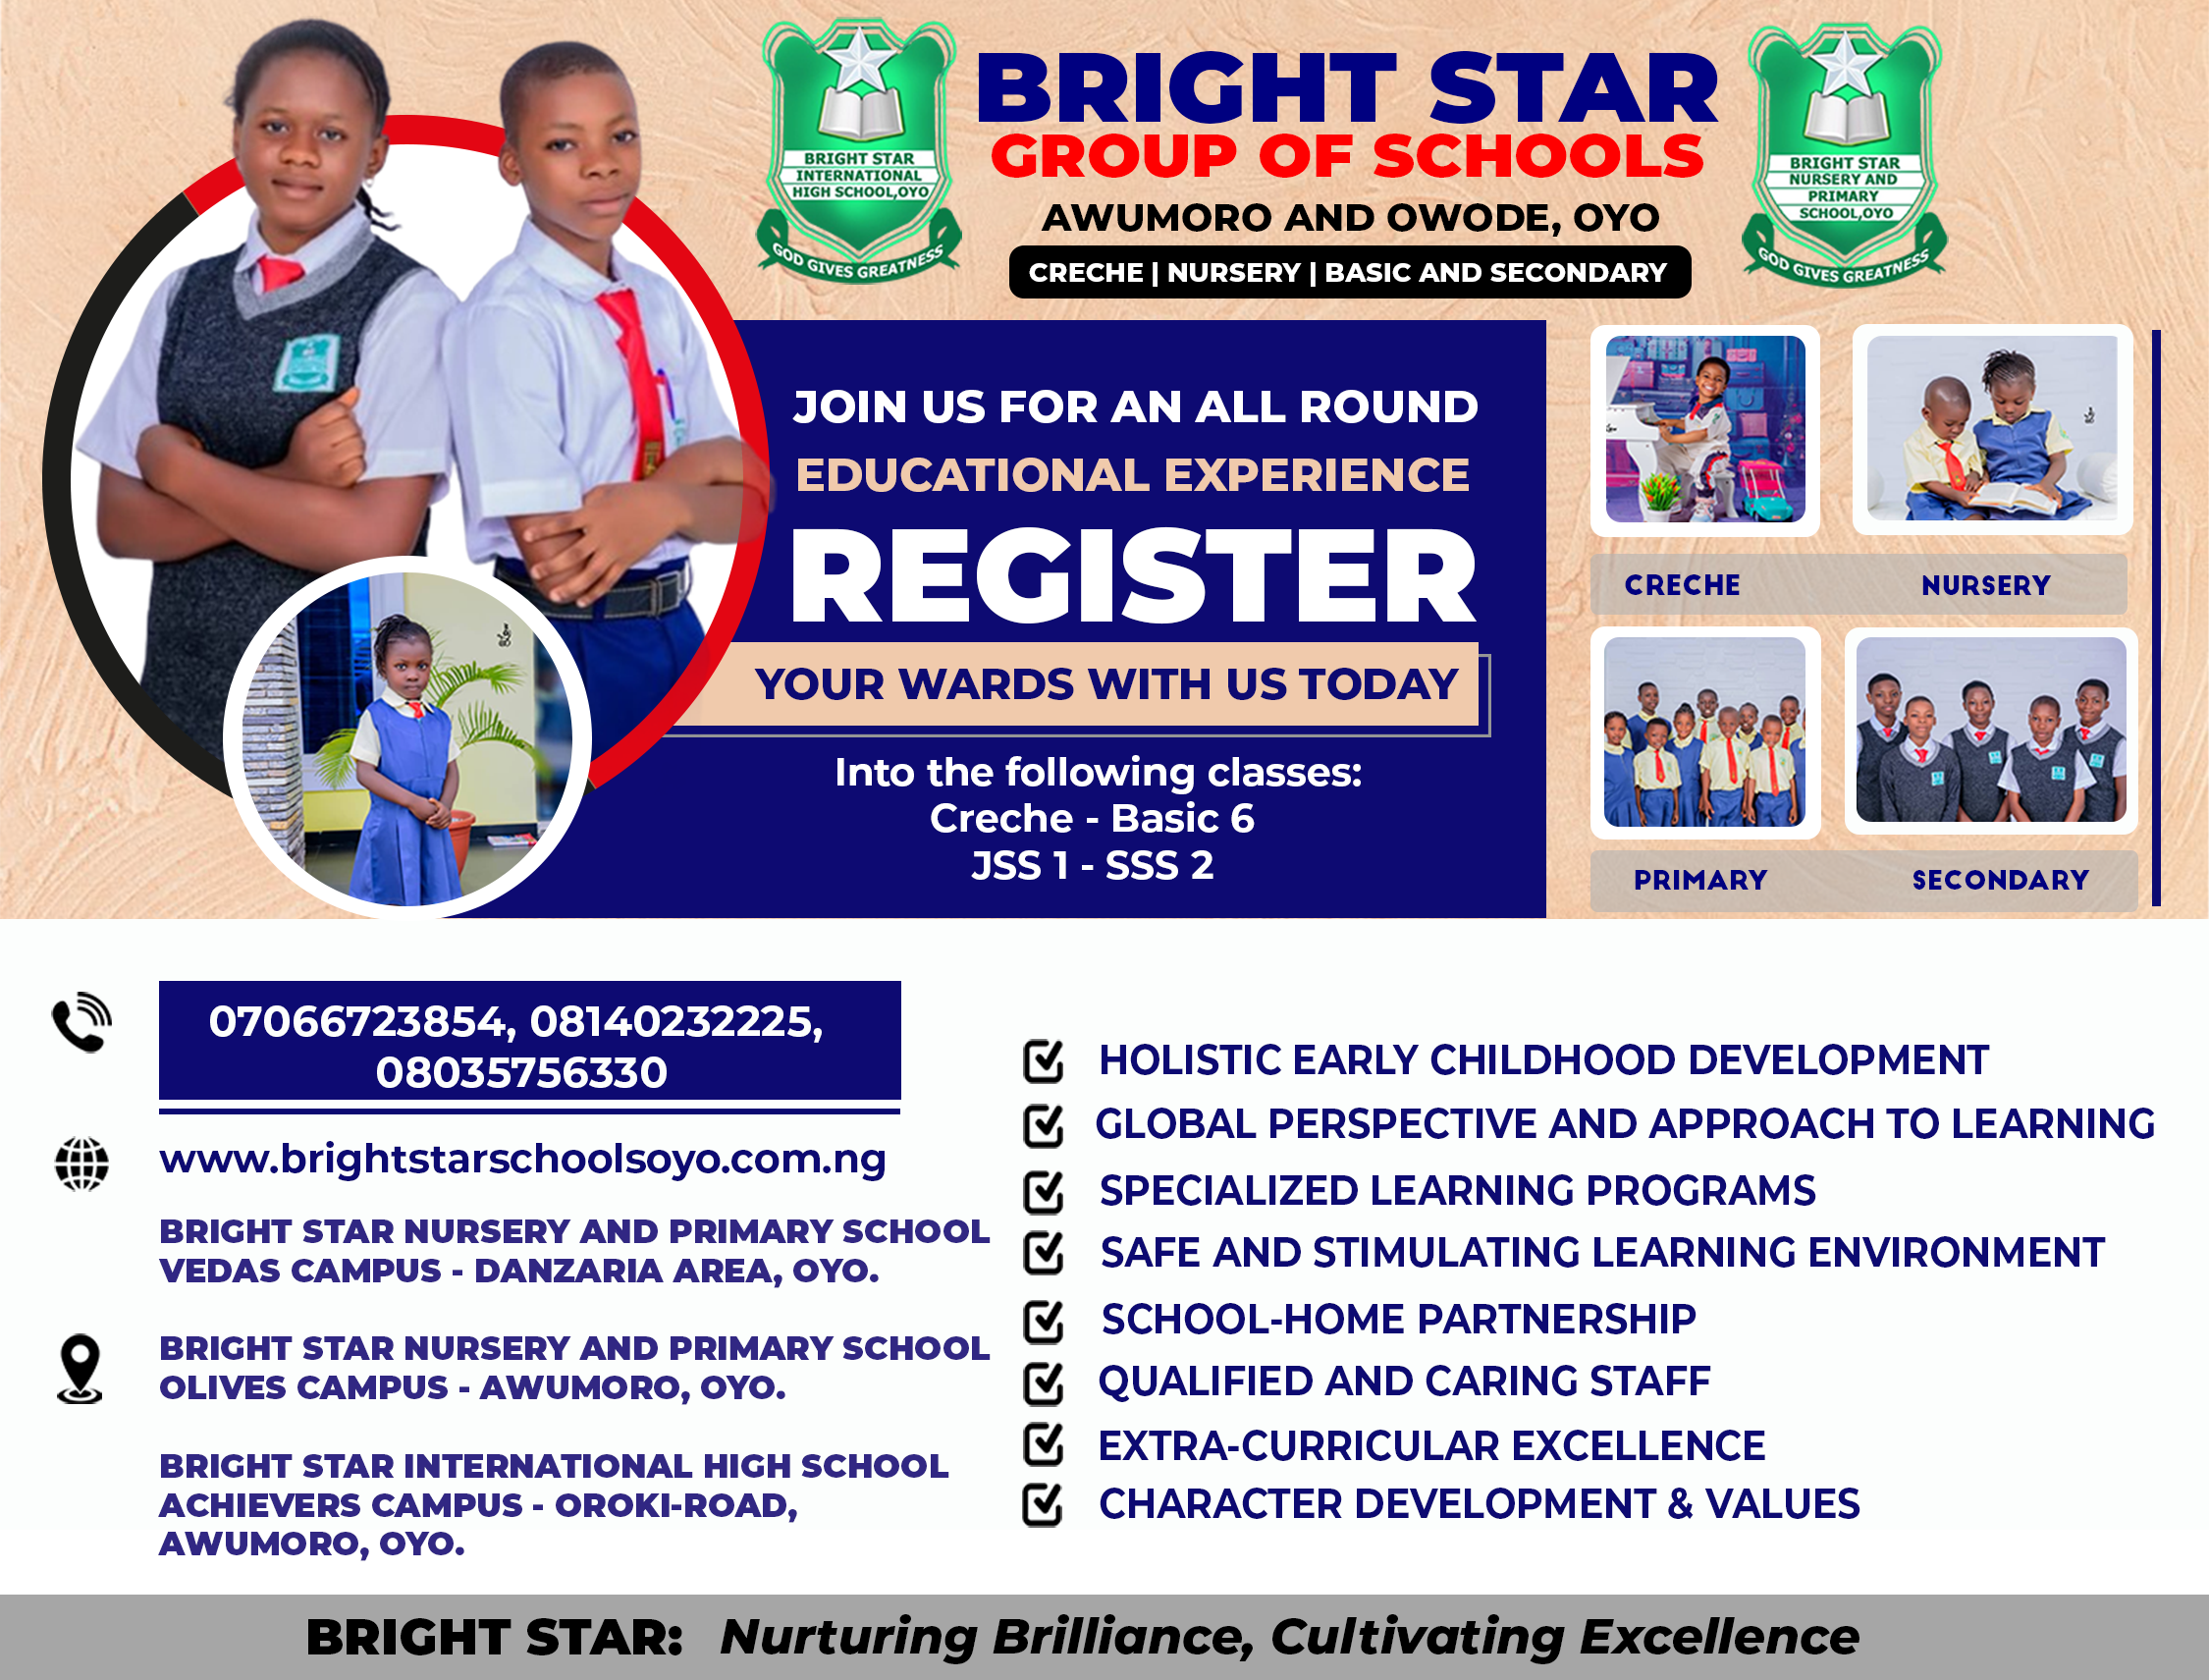 BRIGHT STAR
INTERNATIONAL
HIGH SCHOOL,OYO
GOD GIVES GREATNESS
BRIGHT STAR
GROUP OF SCHOOLS
AWUMORO AND OWODE, OYO
CRECHE | NURSERY | BASIC AND SECONDARY
BRIGHT STAR
NURSERY AND
PRIMARY
SCHOOL,OYO
GOD GIVES GREATNESS
JOIN US FOR AN ALL ROUND
EDUCATIONAL EXPERIENCE
REGISTER
YOUR WARDS WITH US TODAY
Into the following classes:
Creche - Basic 6
JSS 1 - SSS 2
CRECHE
NURSERY
PRIMARY
SECONDARY
07066723854, 08140232225,
08035756330
www.brightstarschoolsoyo.com.ng
BRIGHT STAR NURSERY AND PRIMARY SCHOOL
VEDAS CAMPUS - DANZARIA AREA, OYO.
BRIGHT STAR NURSERY AND PRIMARY SCHOOL
OLIVES CAMPUS - AWUMORO, OYO.
BRIGHT STAR INTERNATIONAL HIGH SCHOOL
ACHIEVERS CAMPUS - OROKI-ROAD,
AWUMORO, OYO.
HOLISTIC EARLY CHILDHOOD DEVELOPMENT
GLOBAL PERSPECTIVE AND APPROACH TO LEARNING
SPECIALIZED LEARNING PROGRAMS
SAFE AND STIMULATING LEARNING ENVIRONMENT
SCHOOL-HOME PARTNERSHIP
QUALIFIED AND CARING STAFF
EXTRA-CURRICULAR EXCELLENCE
CHARACTER DEVELOPMENT & VALUES
BRIGHT STAR: Nurturing Brilliance, Cultivating Excellence